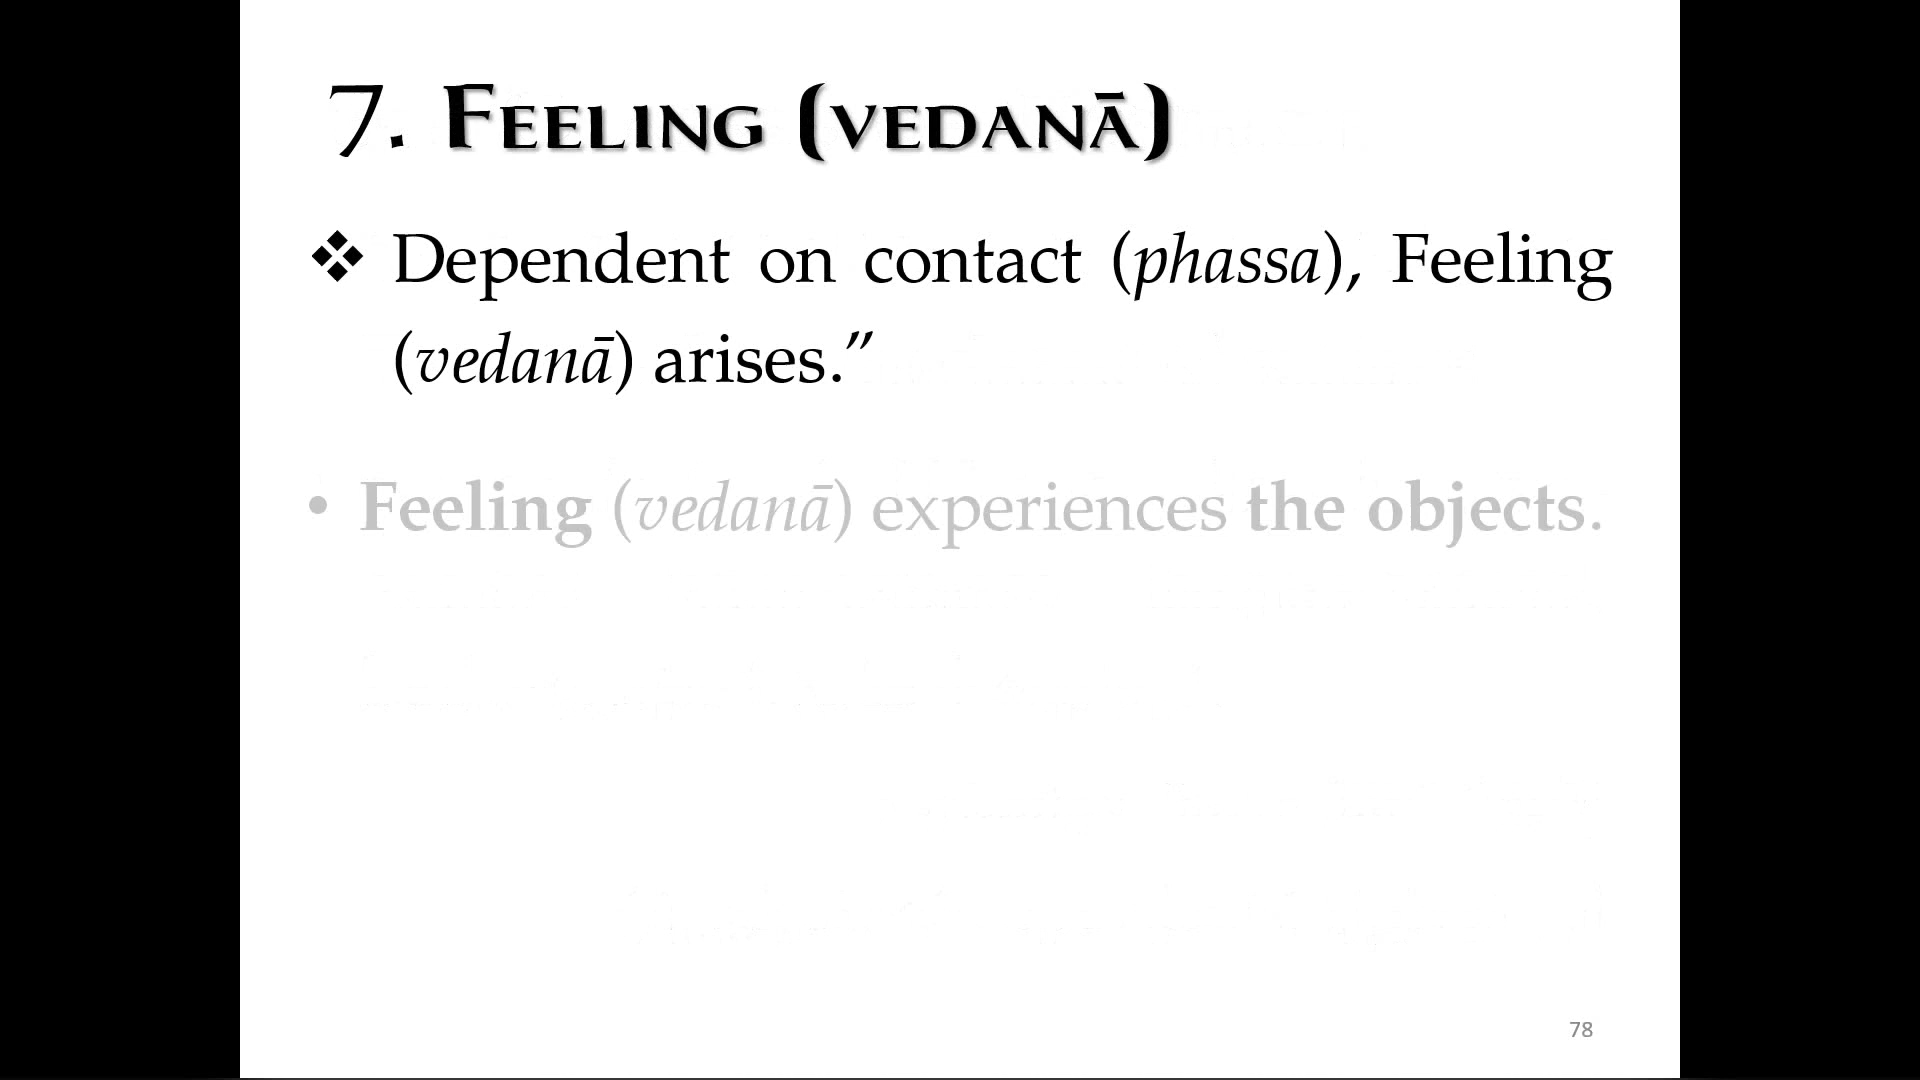 7. FEELING (VEDANĀ)
❖ Dependent on contact (phassa), Feeling
(vedanā) arises.”
• Feeling (vedanā) experiences the objects.
78